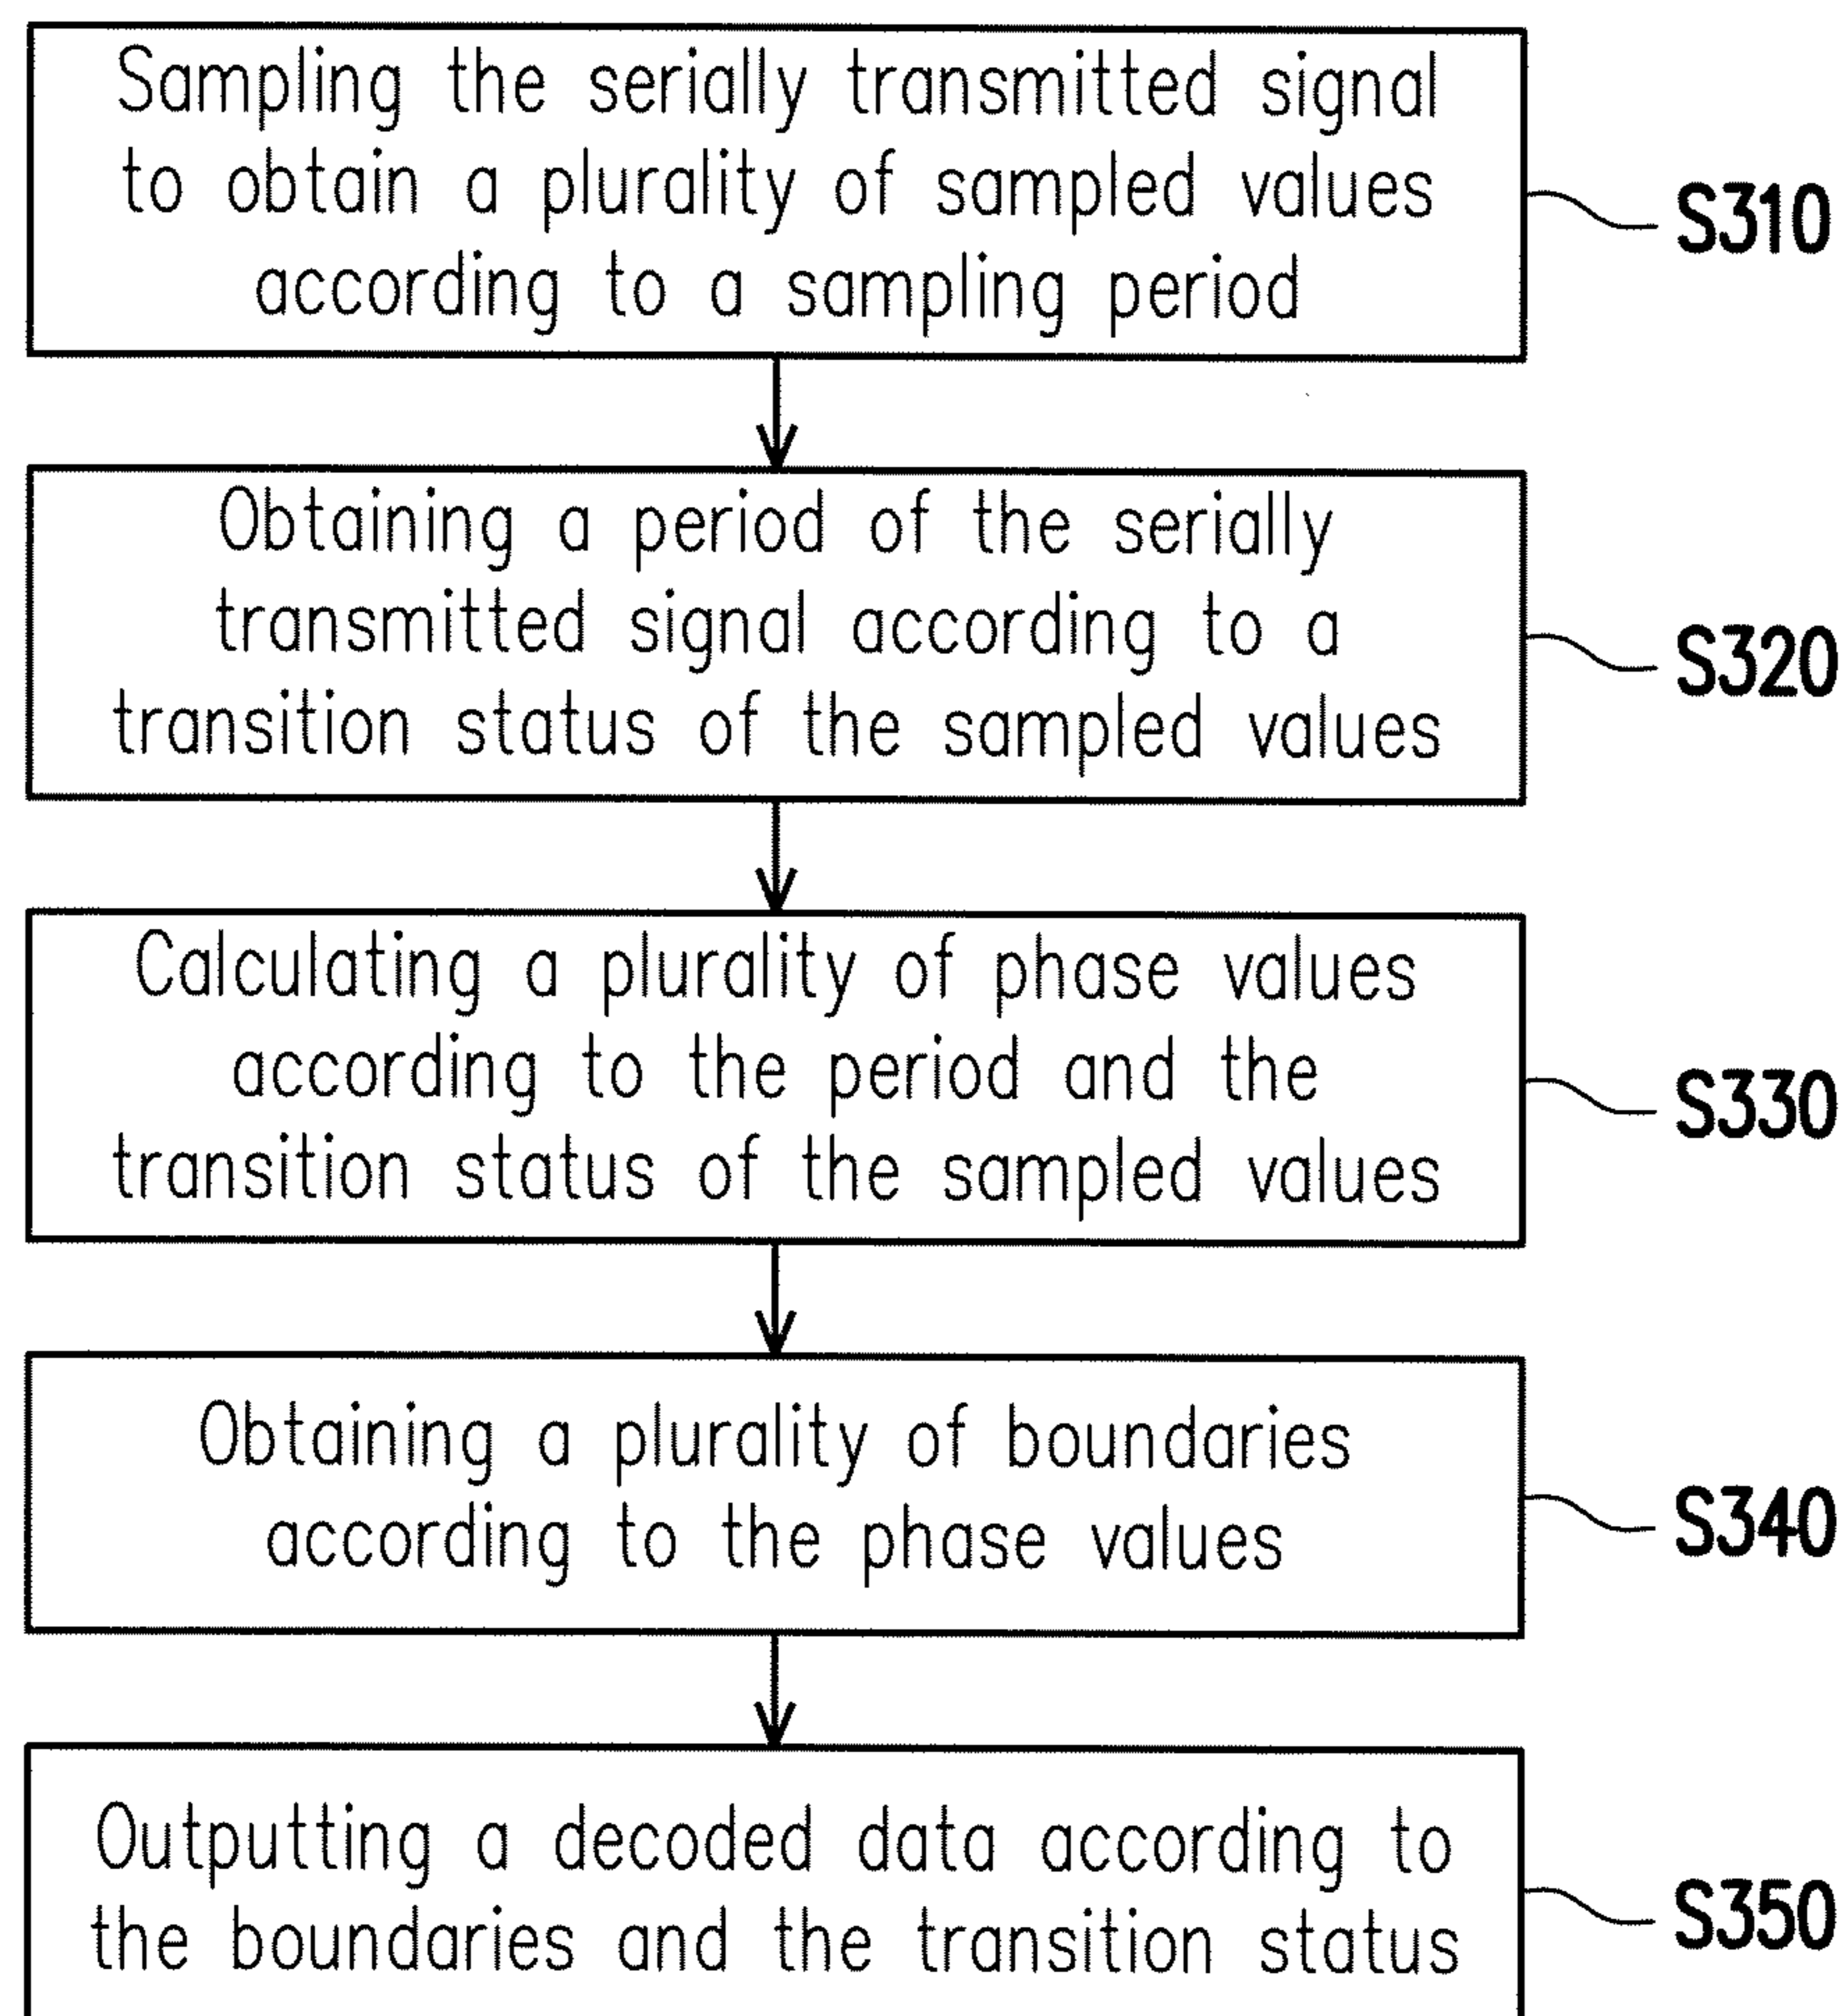 Sampling the serially transmitted signal
to obtain a plurality of sampled values
according to a sampling period
S310
Obtaining a period of the serially
transmitted signal according to a
transition status of the sampled values
S320
Calculating a plurality of phase values
according to the period and the
transition status of the sampled values
S330
Obtaining a plurality of boundaries
according to the phase values
S340
Outputting a decoded data according to
the boundaries and the transition status
S350